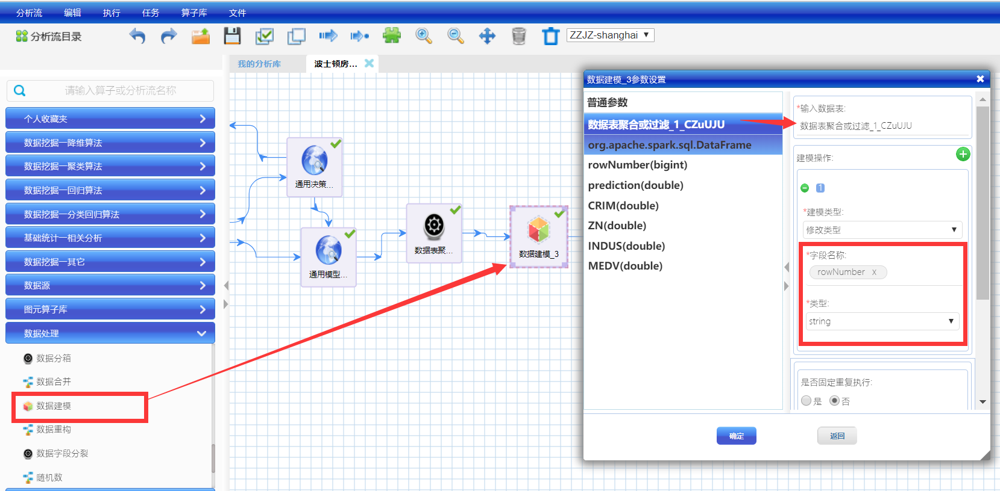 分析流 编辑 执行 任务 算子库 文件
分析流目录
ZZJZ-shanghai
我的分析库
波士顿房...
请输入算子或分析流名称
个人收藏夹
数据挖掘—降维算法
数据挖掘—聚类算法
数据挖掘—回归算法
数据挖掘—分类回归算法
基础统计—相关分析
数据挖掘—其它
数据源
图元算子库
数据处理
数据分箱
数据合并
数据建模
数据重构
数据字段分裂
随机数
通用决策...
通用模型...
数据表聚...
数据建模_3
数据建模_3参数设置
普通参数
数据表聚合或过滤_1_CZuUJU
org.apache.spark.sql.DataFrame
rowNumber(bigint)
prediction(double)
CRIM(double)
ZN(double)
INDUS(double)
MEDV(double)
*输入数据表:
数据表聚合或过滤_1_CZuUJU
建模操作:
1
*建模类型:
修改类型
*字段名称:
rowNumber x
*类型:
string
是否固定重复执行:
是 否
确定
返回